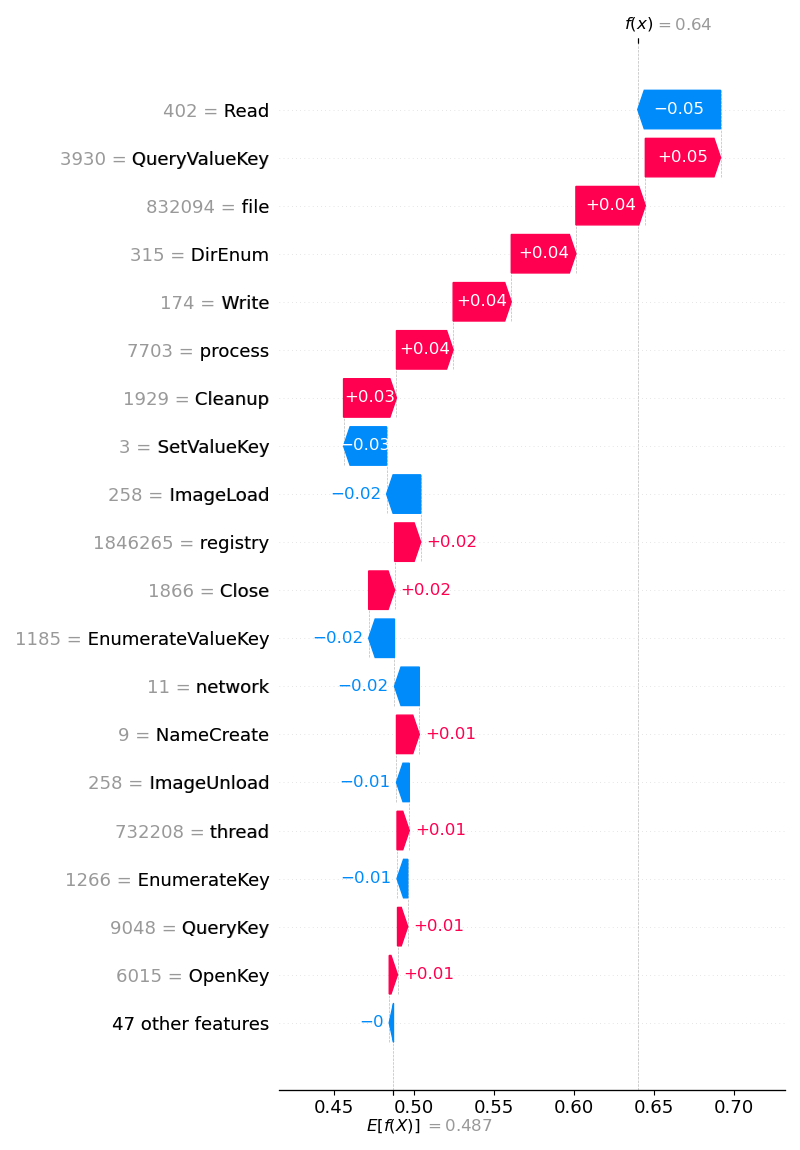 f(x) = 0.64
402 = Read −0.05
3930 = QueryValueKey +0.05
832094 = file +0.04
315 = DirEnum +0.04
174 = Write +0.04
7703 = process +0.04
1929 = Cleanup +0.03
3 = SetValueKey −0.03
258 = ImageLoad −0.02
1846265 = registry +0.02
1866 = Close +0.02
1185 = EnumerateValueKey −0.02
11 = network −0.02
9 = NameCreate +0.01
258 = ImageUnload −0.01
732208 = thread +0.01
1266 = EnumerateKey −0.01
9048 = QueryKey +0.01
6015 = OpenKey +0.01
47 other features −0
0.45 0.50 0.55 0.60 0.65 0.70
E[f(X)] = 0.487